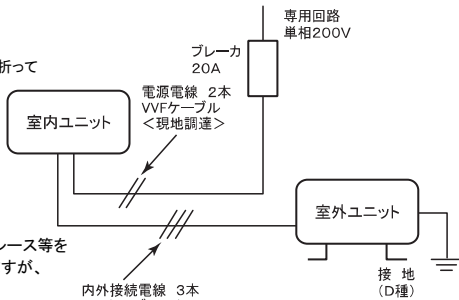 専用回路
単相200V
ブレーカ
20A
折って
電源電線 2本
VVFケーブル
＜現地調達＞
室内ユニット
室外ユニット
ース等を
すが、
接 地
（D種）
内外接続電線 3本